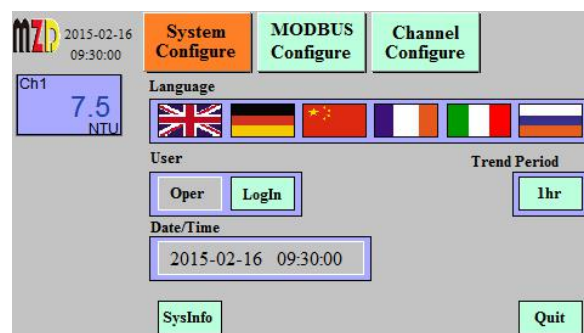 MZD 2015-02-16
09:30:00
System Configure
MODBUS Configure
Channel Configure
Ch1
7.5
NTU
Language
User
Trend Period
Oper
LogIn
1hr
Date/Time
2015-02-16 09:30:00
SysInfo
Quit